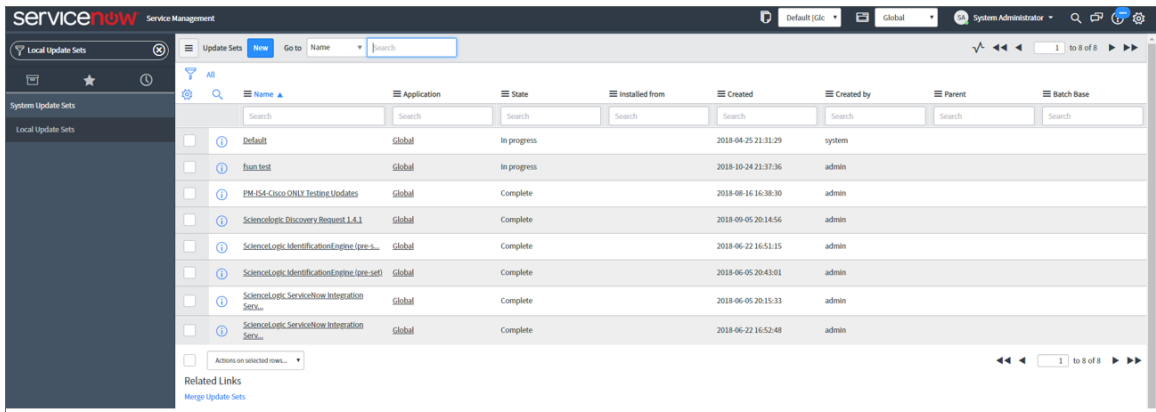 servicenow Service Management
Default [Glc
Global
SA System Administrator
Local Update Sets
Update Sets New Go to Name Search
1 to 8 of 8
All
System Update Sets
Local Update Sets
Name Application State Installed from Created Created by Parent Batch Base
Search Search Search Search Search Search Search Search
Default Global In progress 2018-04-25 21:31:29 system
fsun test Global In progress 2018-10-24 21:37:36 admin
PM-IS4-Cisco ONLY Testing Updates Global Complete 2018-08-16 16:38:30 admin
Sciencelogic Discovery Request 1.4.1 Global Complete 2018-09-05 20:14:56 admin
ScienceLogic IdentificationEngine (pre-s... Global Complete 2018-06-22 16:51:15 admin
ScienceLogic IdentificationEngine (pre-set) Global Complete 2018-06-05 20:43:01 admin
ScienceLogic ServiceNow Integration
Serv... Global Complete 2018-06-05 20:15:33 admin
ScienceLogic ServiceNow Integration
Serv... Global Complete 2018-06-22 16:52:48 admin
Actions on selected rows...
1 to 8 of 8
Related Links
Merge Update Sets